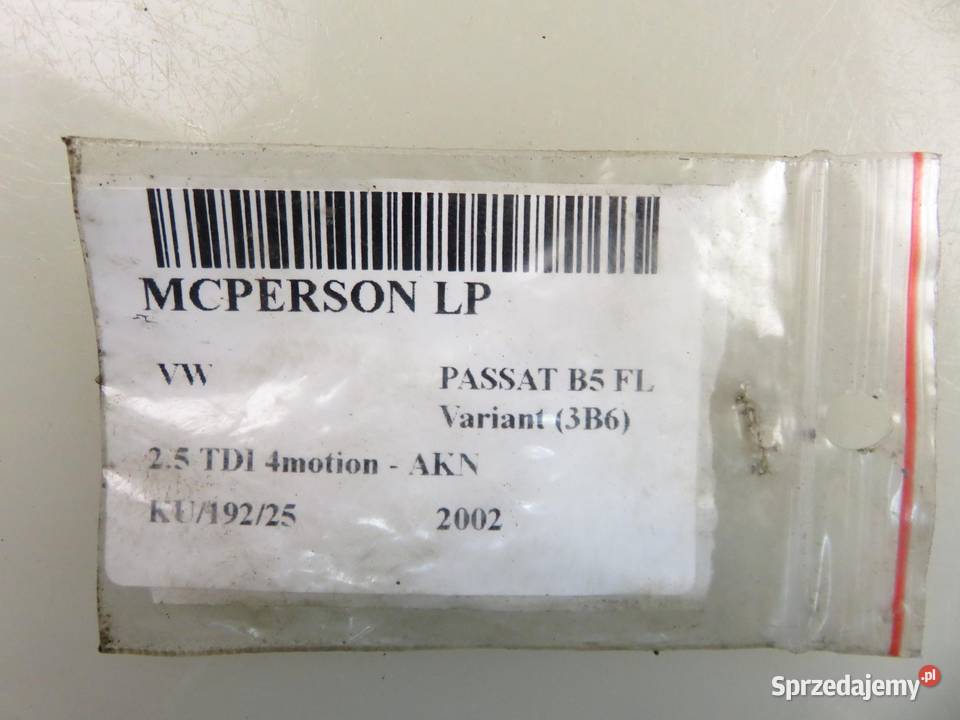 MCPERSON LP
VW PASSAT B5 FL
Variant (3B6)
2.5 TDI 4motion - AKN
KU/192/25 2002
Sprzedajemy.pl